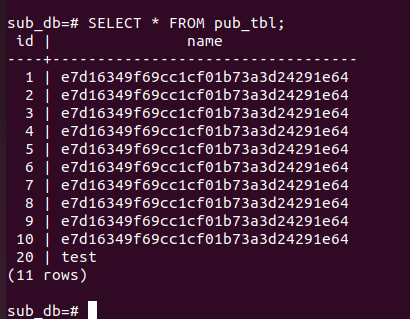 sub_db=# SELECT * FROM pub_tbl;
 id |               name
----+----------------------------------
  1 | e7d16349f69cc1cf01b73a3d24291e64
  2 | e7d16349f69cc1cf01b73a3d24291e64
  3 | e7d16349f69cc1cf01b73a3d24291e64
  4 | e7d16349f69cc1cf01b73a3d24291e64
  5 | e7d16349f69cc1cf01b73a3d24291e64
  6 | e7d16349f69cc1cf01b73a3d24291e64
  7 | e7d16349f69cc1cf01b73a3d24291e64
  8 | e7d16349f69cc1cf01b73a3d24291e64
  9 | e7d16349f69cc1cf01b73a3d24291e64
 10 | e7d16349f69cc1cf01b73a3d24291e64
 20 | test
(11 rows)
sub_db=#